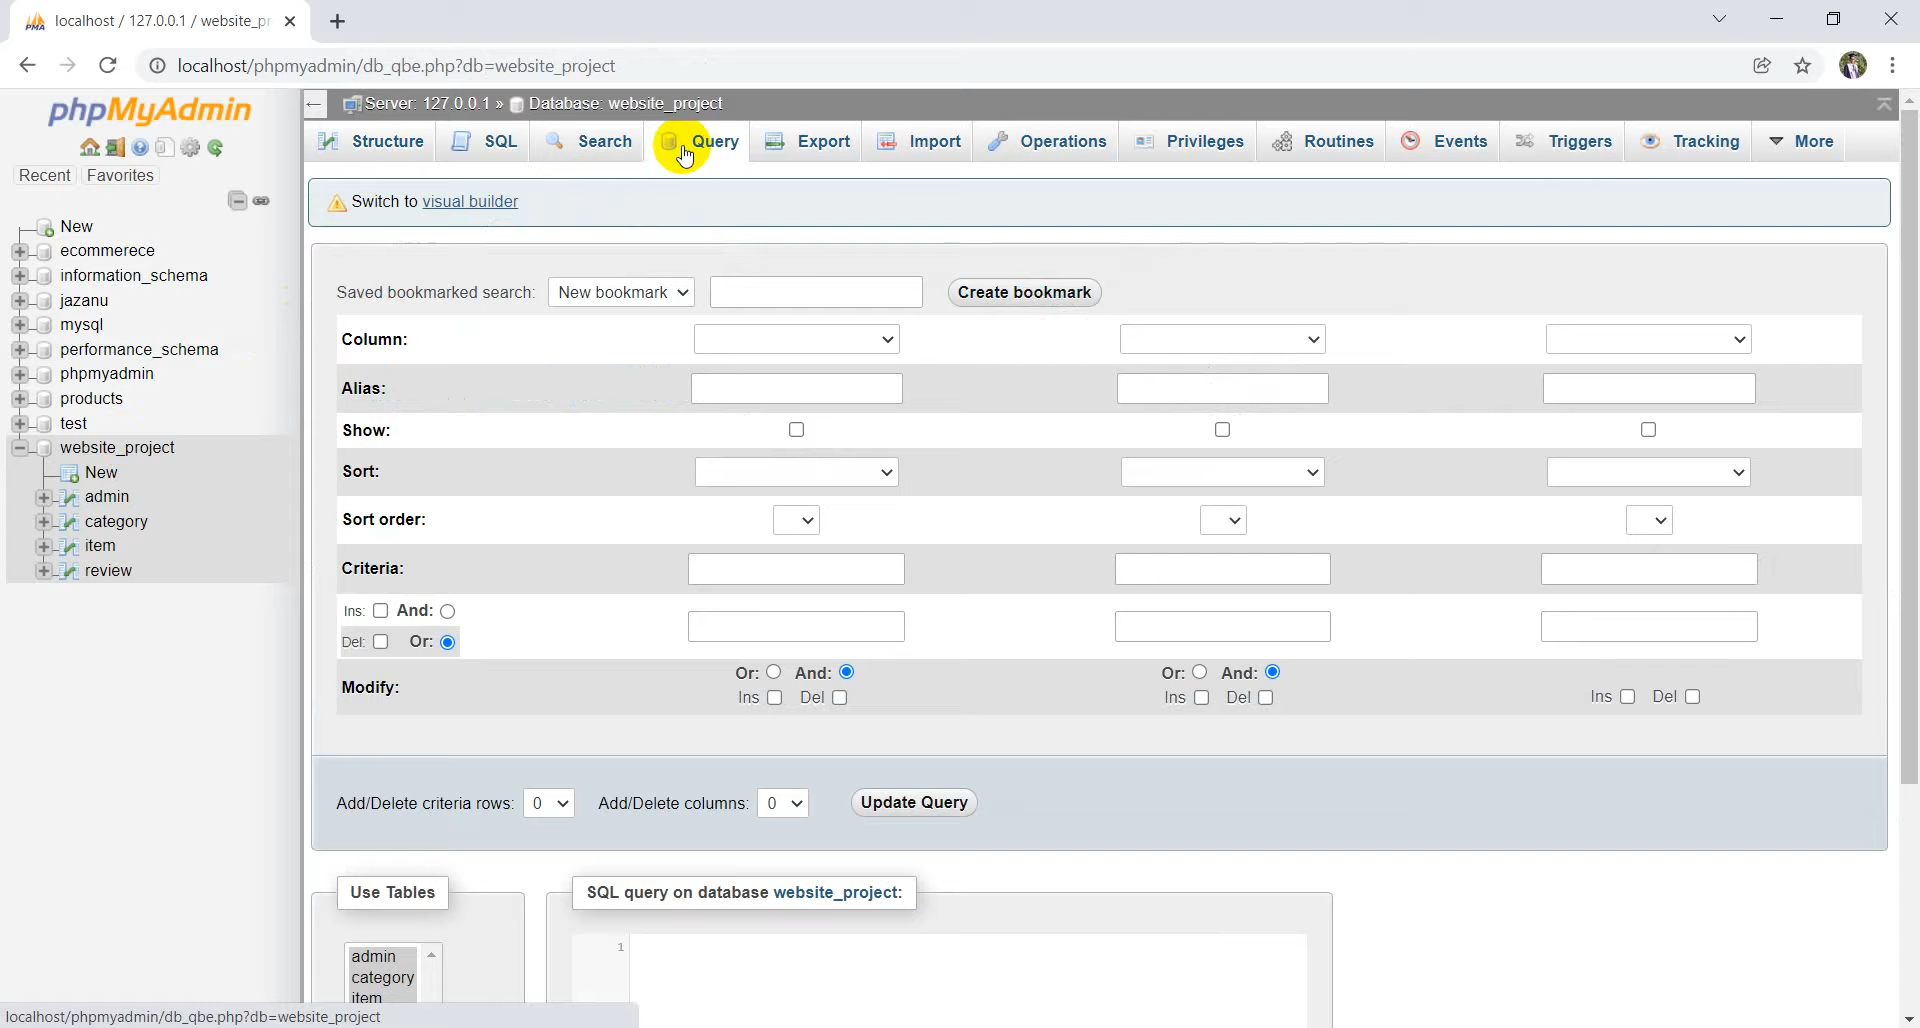 localhost / 127.0.0.1 / website_pr
localhost/phpmyadmin/db_qbe.php?db=website_project
phpMyAdmin
Recent Favorites
New
ecommerece
information_schema
jazanu
mysql
performance_schema
phpmyadmin
products
test
website_project
New
admin
category
item
review
Server: 127.0.0.1 » Database: website_project
Structure SQL Search Query Export Import Operations Privileges Routines Events Triggers Tracking More
Switch to visual builder
Saved bookmarked search: New bookmark Create bookmark
Column:
Alias:
Show:
Sort:
Sort order:
Criteria:
Ins: And:
Del: Or:
Modify:
Or: And:
Ins Del
Or: And:
Ins Del
Ins Del
Add/Delete criteria rows: 0 Add/Delete columns: 0 Update Query
Use Tables
admin
category
item
SQL query on database website_project:
1
localhost/phpmyadmin/db_qbe.php?db=website_project